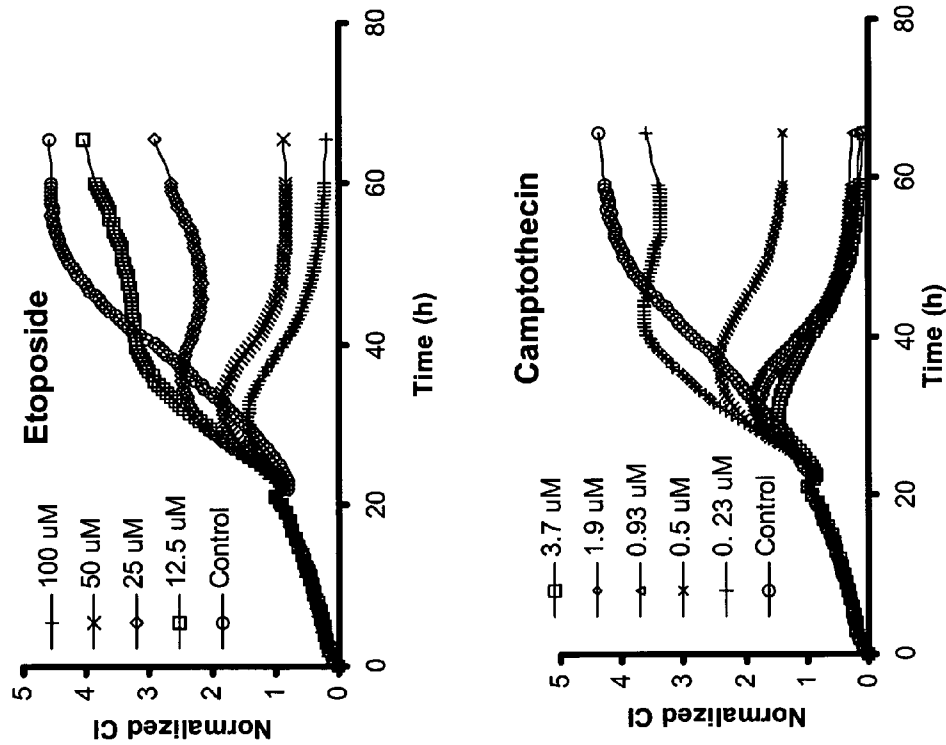 Etoposide
100 uM
50 uM
25 uM
12.5 uM
Control
Normalized CI
5
4
3
2
1
0
0
20
40
60
80
Time (h)
Camptothecin
3.7 uM
1.9 uM
0.93 uM
0.5 uM
0. 23 uM
Control
Normalized CI
5
4
3
2
1
0
0
20
40
60
80
Time (h)